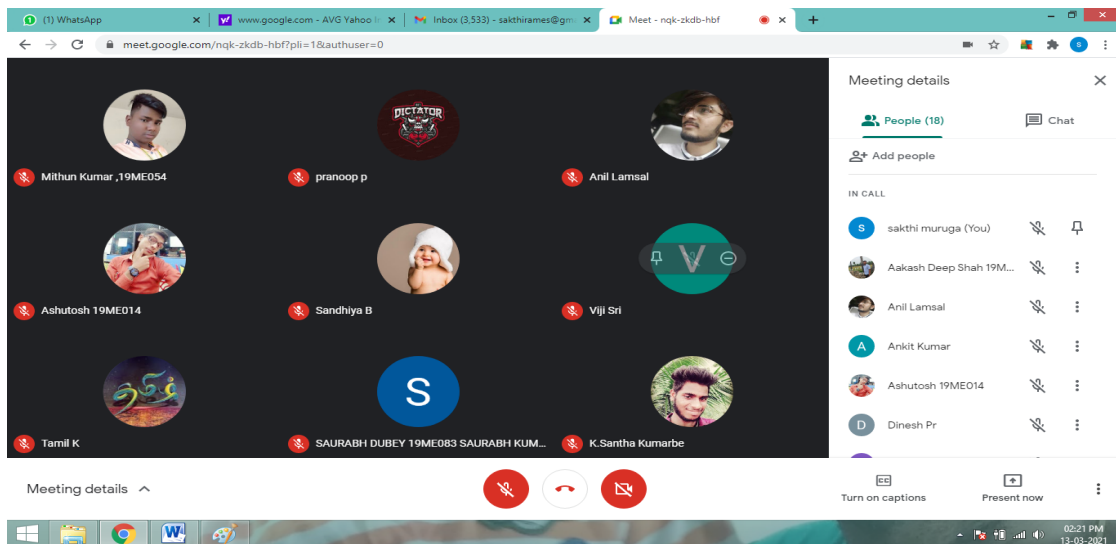 (1) WhatsApp
www.google.com - AVG Yahoo
Inbox (3,533) - sakthirames@gm
Meet - nqk-zkdb-hbf
meet.google.com/nqk-zkdb-hbf?pli=1&authuser=0
S
DICTATOR
Mithun Kumar ,19ME054
pranoop p
Anil Lamsal
V
Ashutosh 19ME014
Sandhiya B
Viji Sri
தமிழ்
S
Tamil K
SAURABH DUBEY 19ME083 SAURABH KUM...
K.Santha Kumarbe
Meeting details
People (18)
Chat
Add people
IN CALL
S sakthi muruga (You)
Aakash Deep Shah 19M...
Anil Lamsal
A Ankit Kumar
Ashutosh 19ME014
D Dinesh Pr
Meeting details
CC
Turn on captions
Present now
W
02:21 PM
13-03-2021